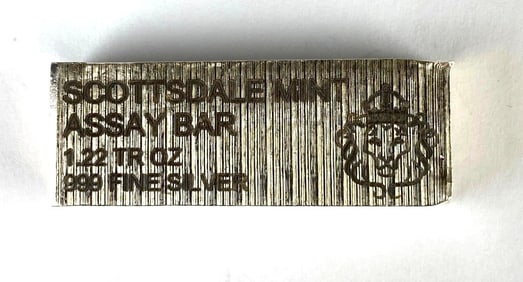 SCOTTSDALE MINT
ASSAY BAR
1.22 TR OZ
999 FINE SILVER